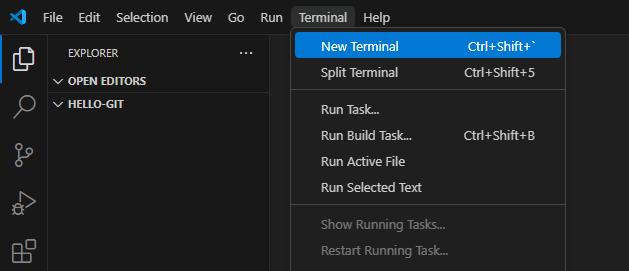 File Edit Selection View Go Run Terminal Help
EXPLORER ...
OPEN EDITORS
HELLO-GIT
New Terminal Ctrl+Shift+`
Split Terminal Ctrl+Shift+5
Run Task...
Run Build Task... Ctrl+Shift+B
Run Active File
Run Selected Text
Show Running Tasks...
Restart Running Task...